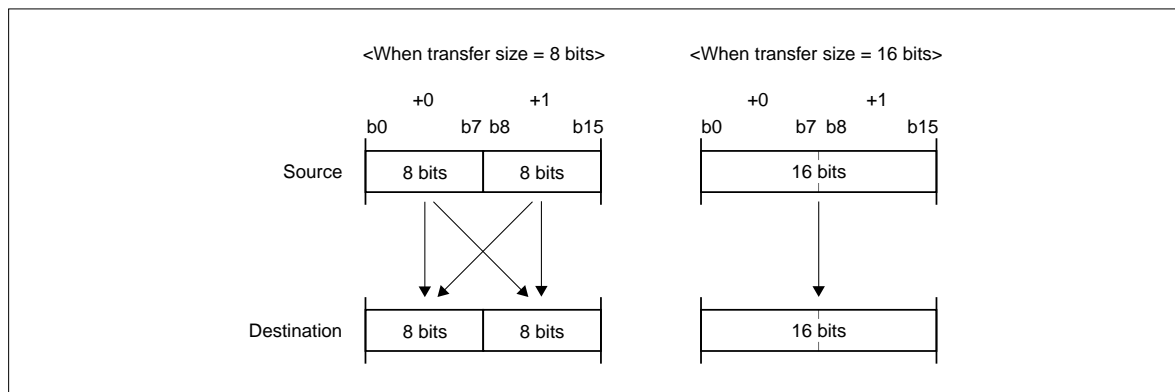 <When transfer size = 8 bits> <When transfer size = 16 bits>
+0 +1 +0 +1
b0 b7 b8 b15 b0 b7 b8 b15
Source 8 bits 8 bits 16 bits
Destination 8 bits 8 bits 16 bits